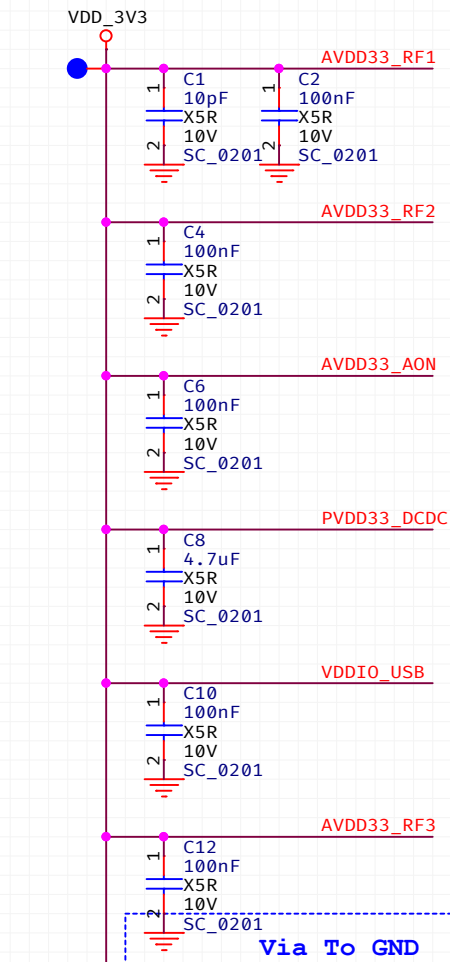 VDD_3V3
AVDD33_RF1
1 C1 1 C2
10pF 100nF
X5R X5R
2 10V 2 10V
SC_0201 SC_0201
AVDD33_RF2
1 C4
100nF
X5R
2 10V
SC_0201
AVDD33_AON
1 C6
100nF
X5R
2 10V
SC_0201
PVDD33_DCDC
1 C8
4.7uF
X5R
2 10V
SC_0201
VDDIO_USB
1 C10
100nF
X5R
2 10V
SC_0201
AVDD33_RF3
1 C12
100nF
X5R
2 10V
SC_0201
Via To GND